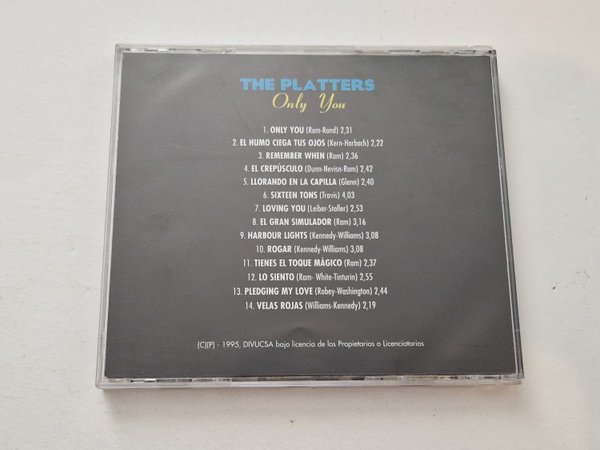 THE PLATTERS
Only You
1. ONLY YOU (Ram-Rand) 2,31
2. EL HUMO CIEGA TUS OJOS (Kern-Harbach) 2,22
3. REMEMBER WHEN (Ram) 2,36
4. EL CREPÚSCULO (Dunn-Nevisn-Ram) 2,42
5. LLORANDO EN LA CAPILLA (Glenn) 2,40
6. SIXTEEN TONS (Travis) 4,03
7. LOVING YOU (Leiber-Stoller) 2,53
8. EL GRAN SIMULADOR (Ram) 3,16
9. HARBOUR LIGHTS (Kennedy-Williams) 3,08
10. ROGAR (Kennedy-Williams) 3,08
11. TIENES EL TOQUE MÁGICO (Ram) 2,37
12. LO SIENTO (Ram- White-Tinturin) 2,55
13. PLEDGING MY LOVE (Robey-Washington) 2,44
14. VELAS ROJAS (Williams-Kennedy) 2,19
(C)(P) - 1995, DIVUCSA bajo licencia de los Propietarios o Licenciatarios